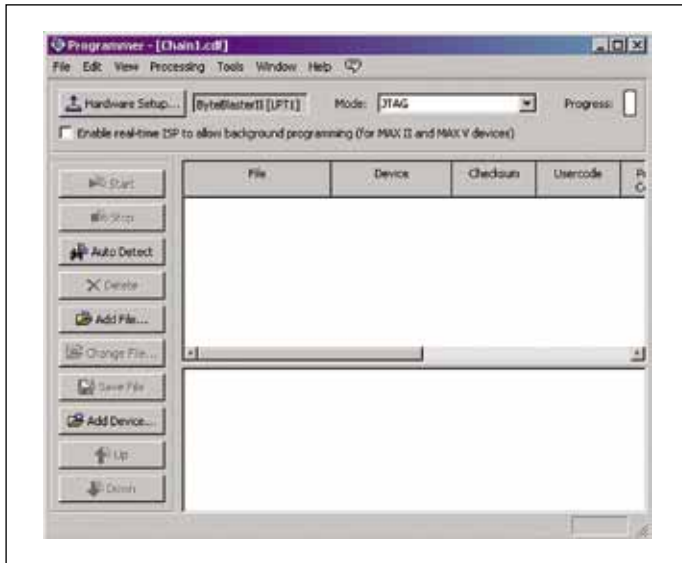 Programmer - [Chain1.cdf]
File Edit View Processing Tools Window Help
Hardware Setup... ByteBlasterII [LPT1] Mode: JTAG Progress:
Enable real-time ISP to allow background programming (for MAX II and MAX V devices)
File Device Checksum Usercode
Start
Stop
Auto Detect
Delete
Add File...
Change File...
Save File
Add Device...
Up
Down